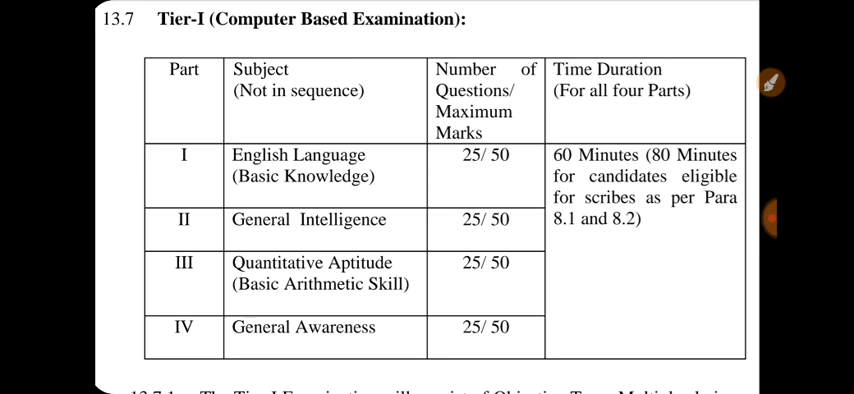 13.7 Tier-I (Computer Based Examination):
Part Subject Number of Time Duration
(Not in sequence) Questions/ (For all four Parts)
Maximum
Marks
I English Language 25/ 50 60 Minutes (80 Minutes
(Basic Knowledge) for candidates eligible
for scribes as per Para
II General Intelligence 25/ 50 8.1 and 8.2)
III Quantitative Aptitude 25/ 50
(Basic Arithmetic Skill)
IV General Awareness 25/ 50